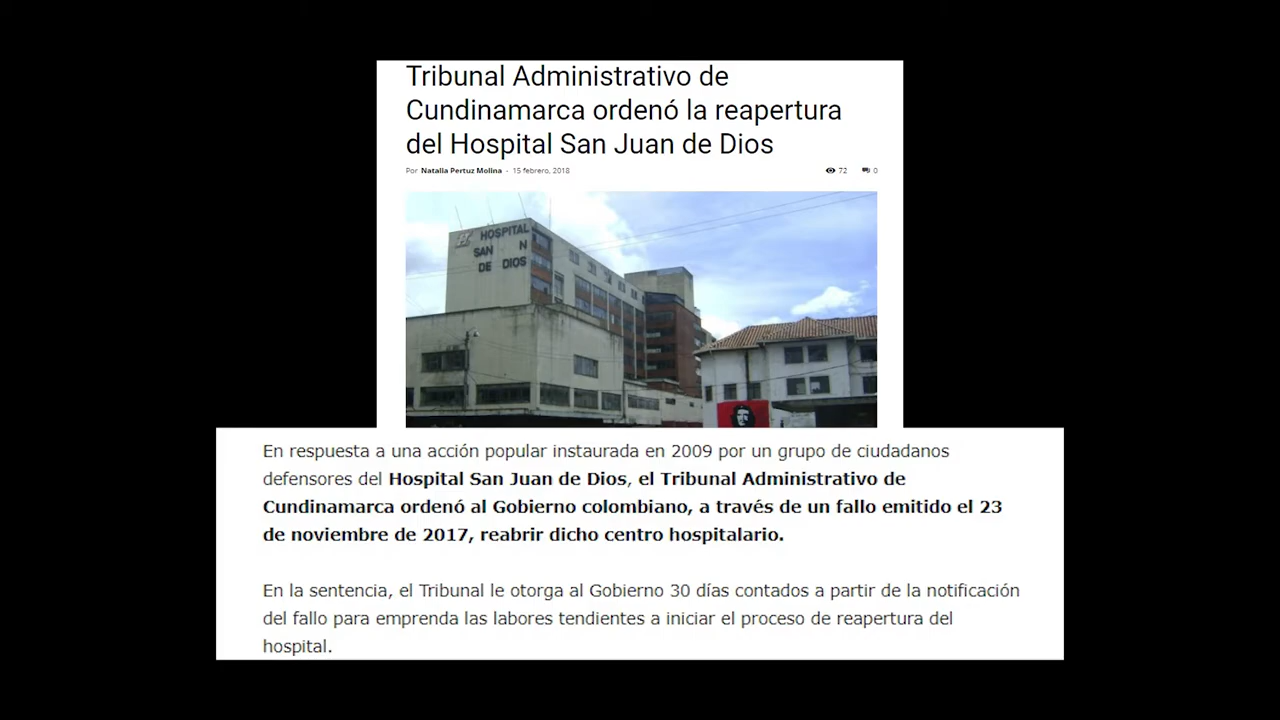 Tribunal Administrativo de
Cundinamarca ordenó la reapertura
del Hospital San Juan de Dios
Por Natalia Pertuz Molina - 15 febrero, 2018 72 0
HOSPITAL
SAN N
DE DIOS
En respuesta a una acción popular instaurada en 2009 por un grupo de ciudadanos
defensores del Hospital San Juan de Dios, el Tribunal Administrativo de
Cundinamarca ordenó al Gobierno colombiano, a través de un fallo emitido el 23
de noviembre de 2017, reabrir dicho centro hospitalario.
En la sentencia, el Tribunal le otorga al Gobierno 30 días contados a partir de la notificación
del fallo para emprenda las labores tendientes a iniciar el proceso de reapertura del
hospital.